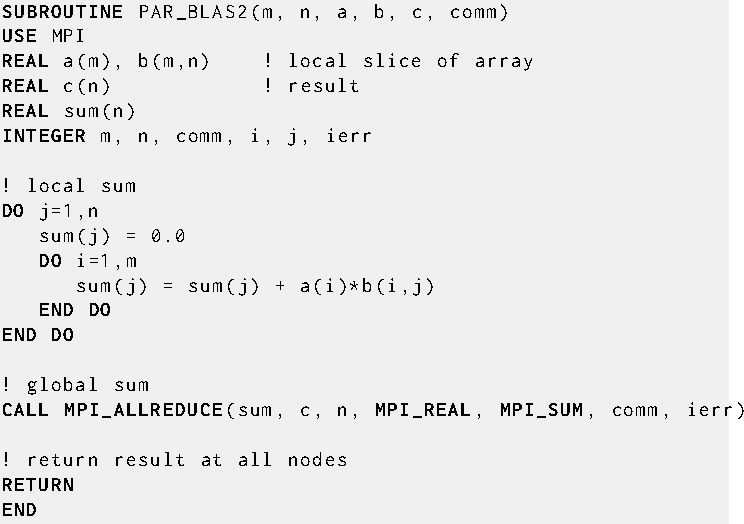 SUBROUTINE PAR_BLAS2(m, n, a, b, c, comm)
USE MPI
REAL a(m), b(m,n)    ! local slice of array
REAL c(n)            ! result
REAL sum(n)
INTEGER m, n, comm, i, j, ierr

! local sum
DO j=1,n
   sum(j) = 0.0
   DO i=1,m
      sum(j) = sum(j) + a(i)*b(i,j)
   END DO
END DO

! global sum
CALL MPI_ALLREDUCE(sum, c, n, MPI_REAL, MPI_SUM, comm, ierr)

! return result at all nodes
RETURN
END